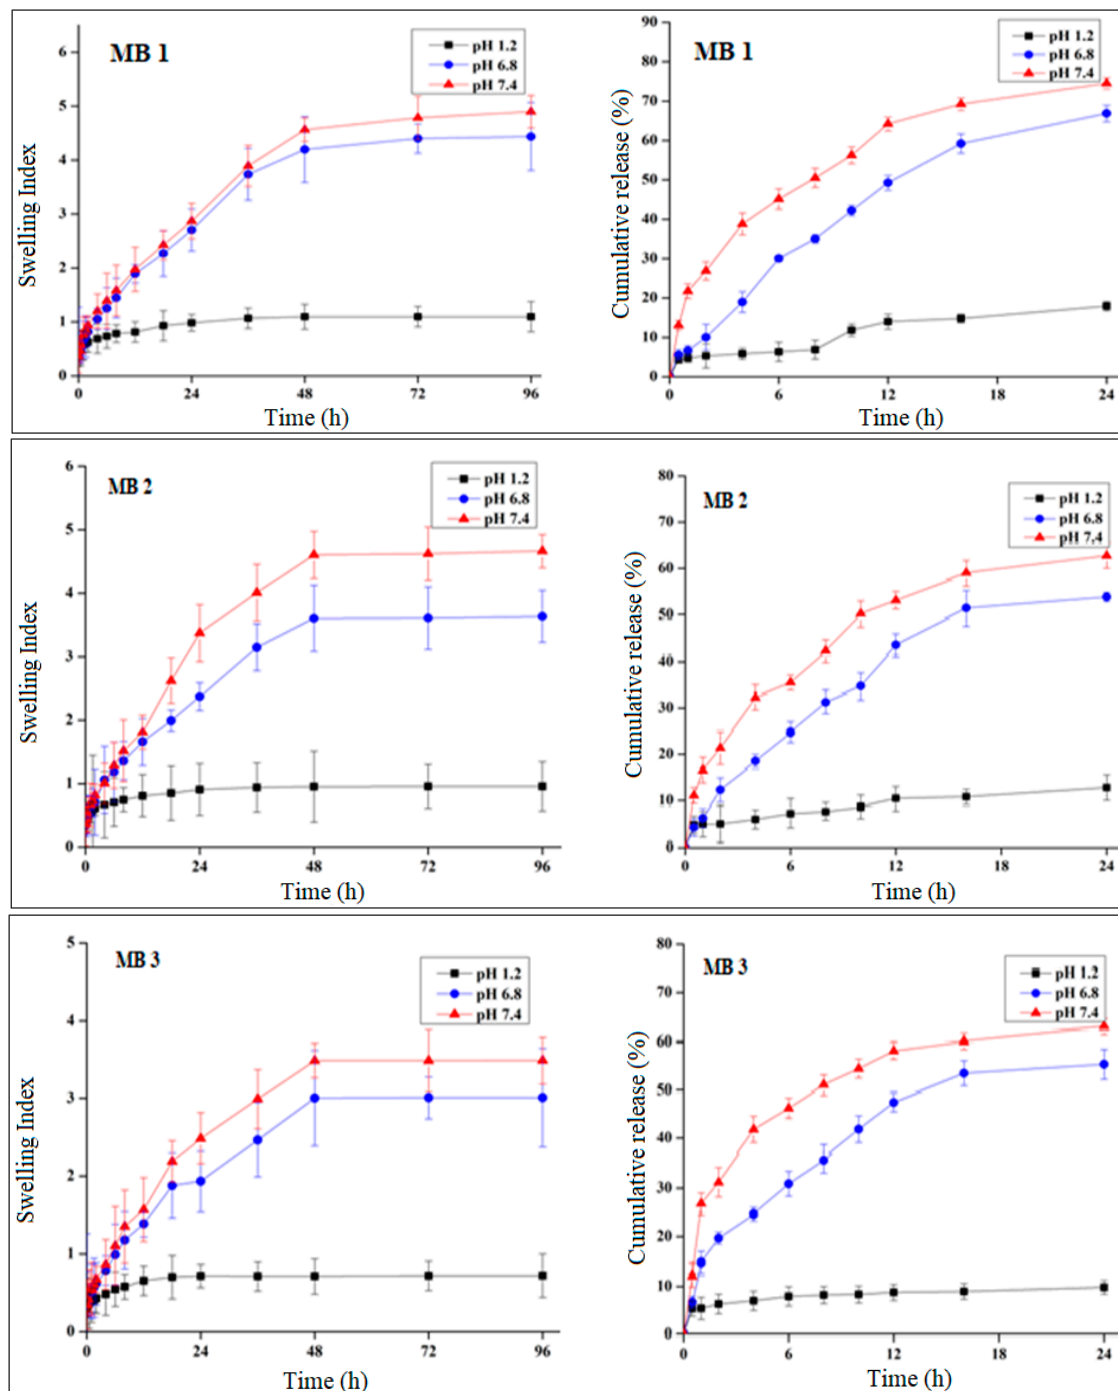 MB 1
pH 1.2
pH 6.8
pH 7.4
Swelling Index
6
5
4
3
2
1
0
0 24 48 72 96
Time (h)
MB 1
pH 1.2
pH 6.8
pH 7.4
Cumulative release (%)
90
80
70
60
50
40
30
20
10
0
0 6 12 18 24
Time (h)
MB 2
pH 1.2
pH 6.8
pH 7.4
Swelling Index
6
5
4
3
2
1
0
0 24 48 72 96
Time (h)
MB 2
pH 1.2
pH 6.8
pH 7.4
Cumulative release (%)
80
70
60
50
40
30
20
10
0
0 6 12 18 24
Time (h)
MB 3
pH 1.2
pH 6.8
pH 7.4
Swelling Index
5
4
3
2
1
0
0 24 48 72 96
Time (h)
MB 3
pH 1.2
pH 6.8
pH 7.4
Cumulative release (%)
80
70
60
50
40
30
20
10
0
0 6 12 18 24
Time (h)